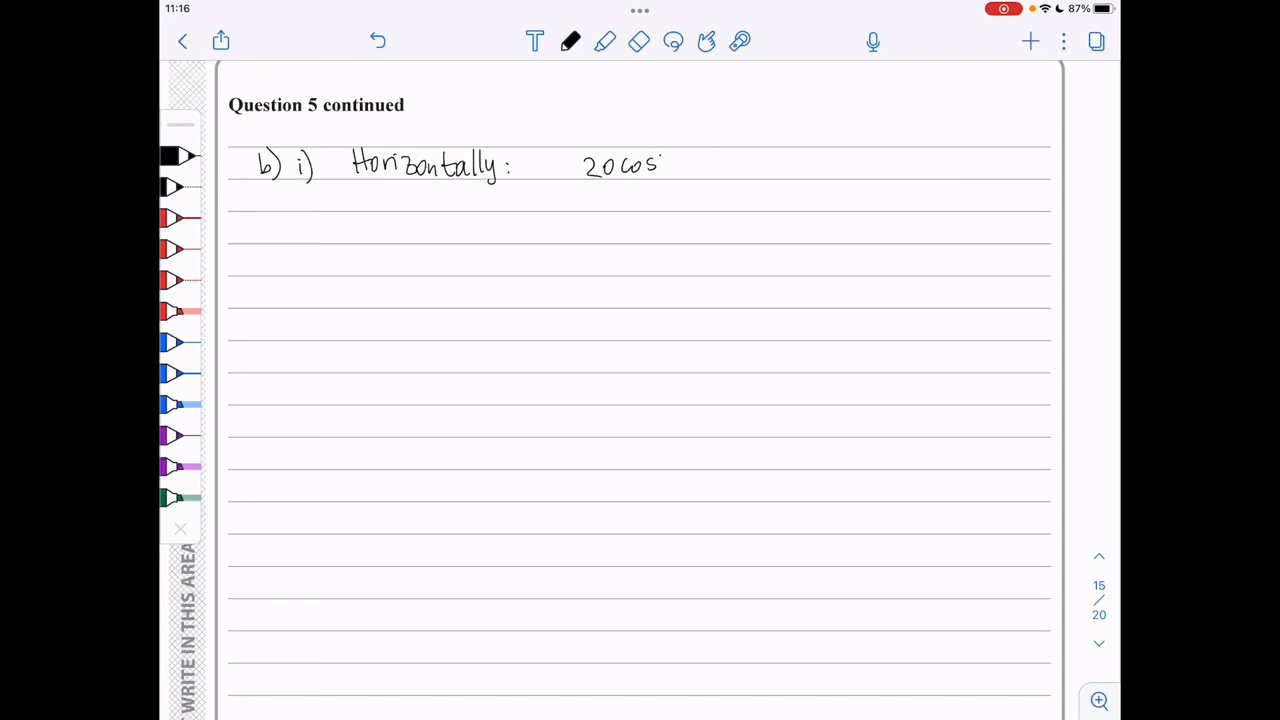 11:16
87%
Question 5 continued
b) i) Horizontally: 20cos
15
/
20
WRITE IN THIS AREA